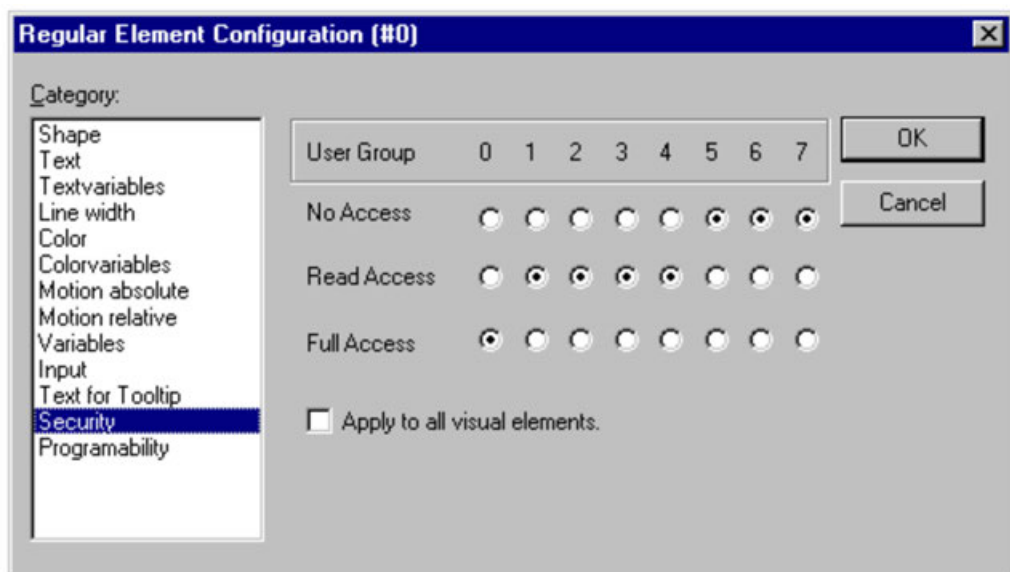 Regular Element Configuration (#0)
Category:
Shape
Text
Textvariables
Line width
Color
Colorvariables
Motion absolute
Motion relative
Variables
Input
Text for Tooltip
Security
Programability
User Group 0 1 2 3 4 5 6 7
No Access
Read Access
Full Access
Apply to all visual elements.
OK
Cancel